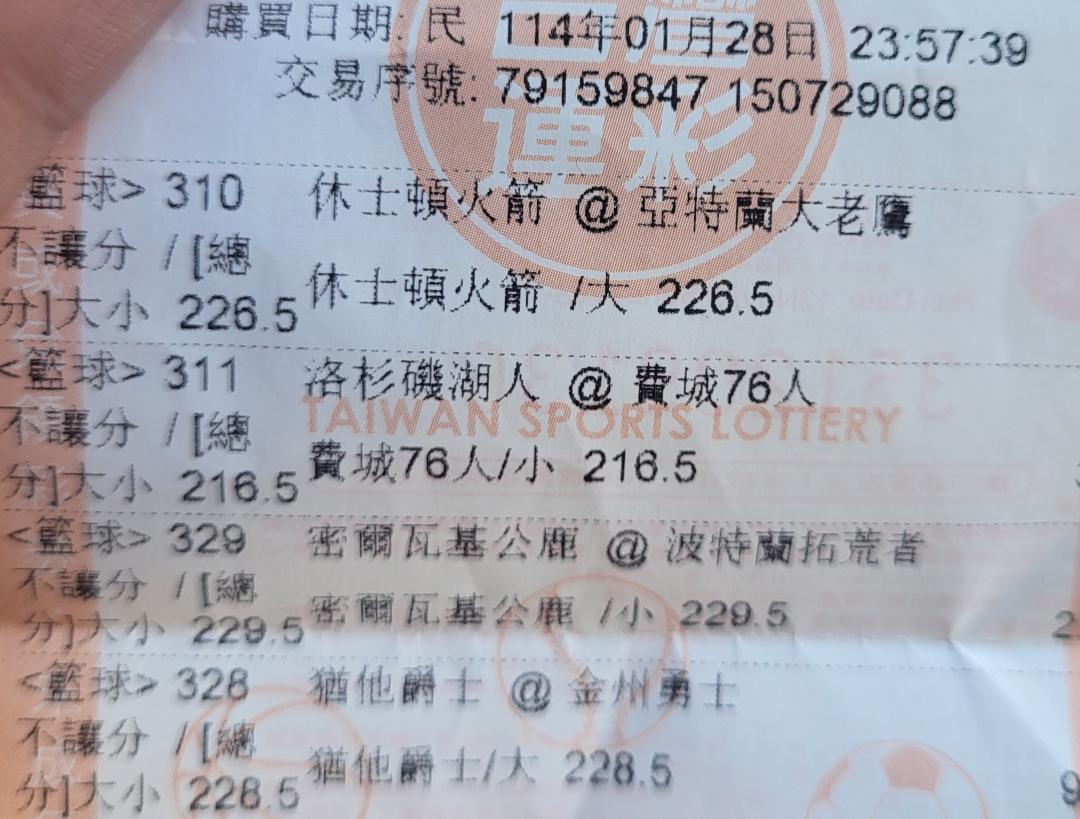 購買日期: 民 114年01月28日 23:57:39
交易序號: 79159847 150729088
台灣
運彩
籃球> 310 休士頓火箭 @ 亞特蘭大老鷹
不讓分 / [總
分]大小 226.5 休士頓火箭 /大 226.5
<籃球> 311 洛杉磯湖人 @ 費城76人
TAIWAN SPORTS LOTTERY
不讓分 / [總
分]大小 216.5 費城76人/小 216.5
<籃球> 329 密爾瓦基公鹿 @ 波特蘭拓荒者
不讓分 / [總
分]大小 229.5 密爾瓦基公鹿 /小 229.5
<籃球> 328 猶他爵士 @ 金州勇士
不讓分 / [總
分]大小 228.5 猶他爵士/大 228.5